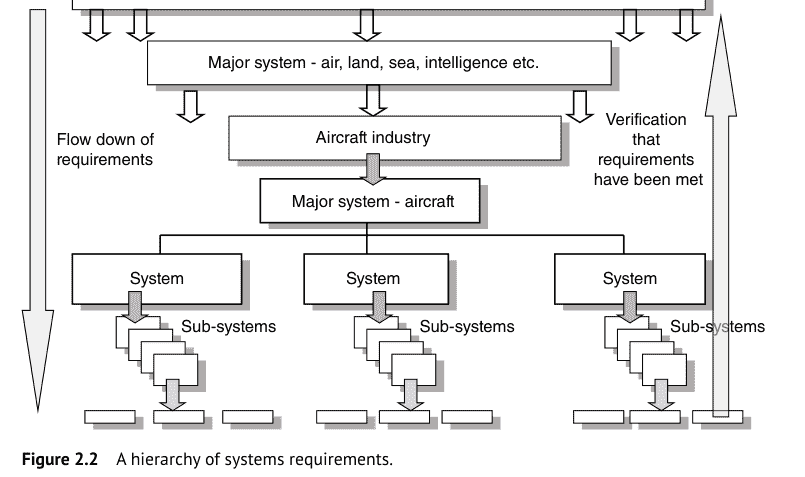 Major system - air, land, sea, intelligence etc.
Flow down of
requirements
Aircraft industry
Verification
that
requirements
have been met
Major system - aircraft
System
System
System
Sub-systems
Sub-systems
Sub-systems
Figure 2.2 A hierarchy of systems requirements.